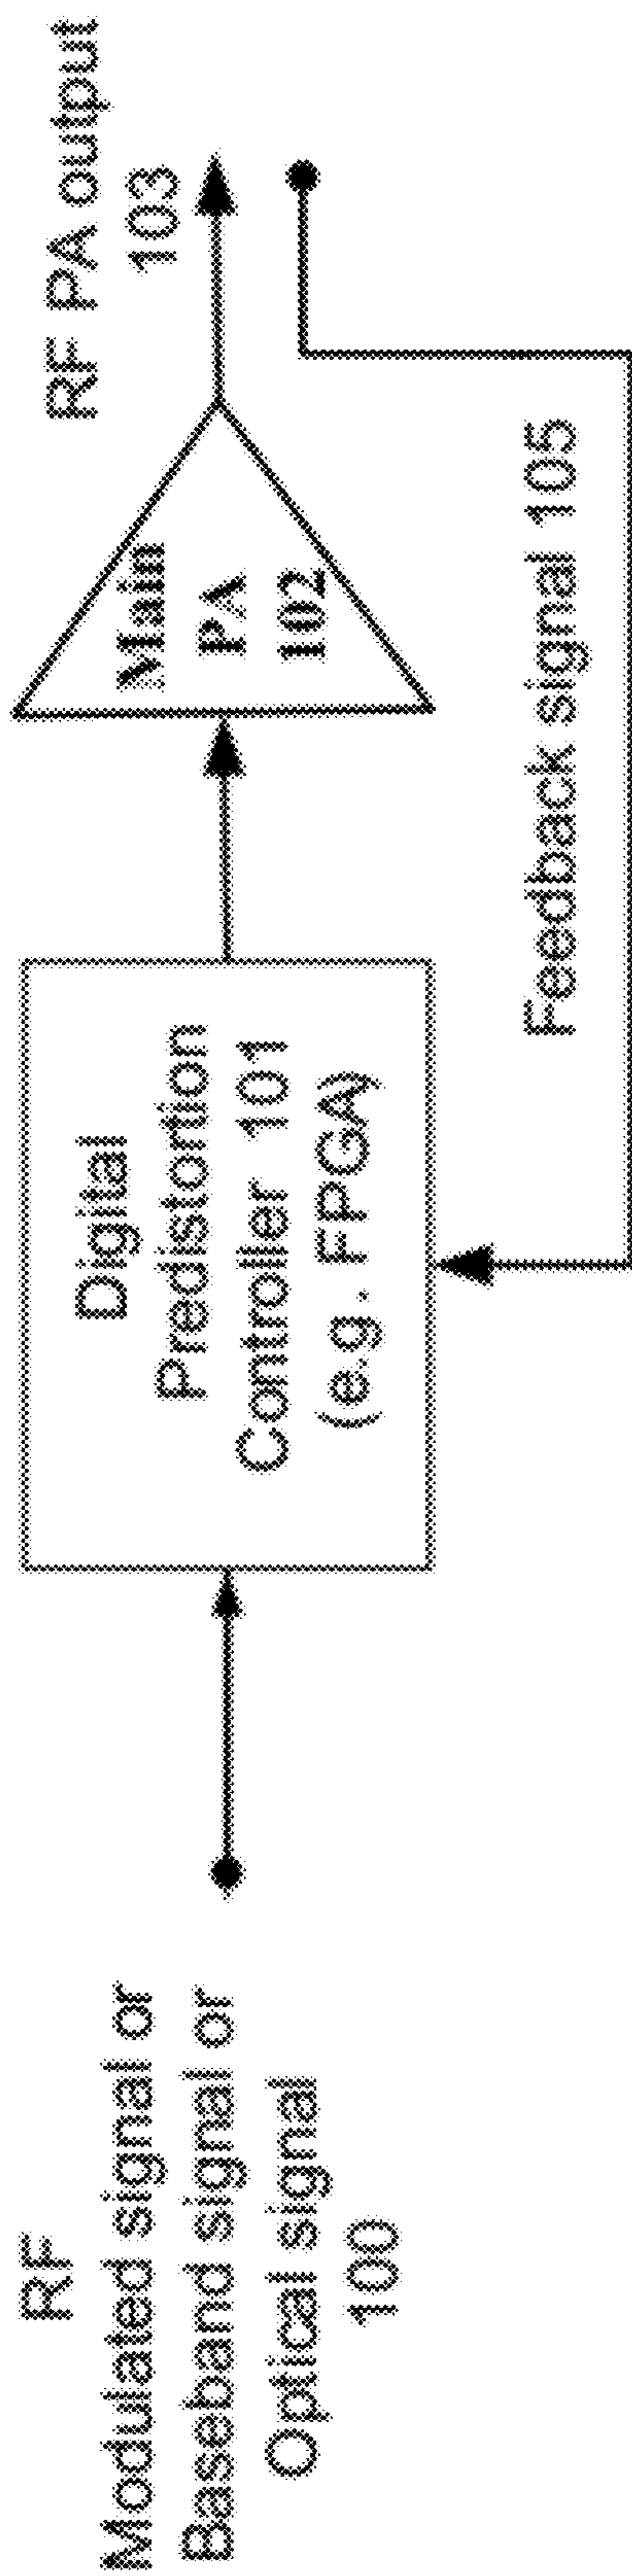 RF
Modulated signal or
Baseband signal or
Optical signal
100
Digital
Predistortion
Controller 101
(e.g. FPGA)
Main
PA
102
RF PA output
103
Feedback signal 105